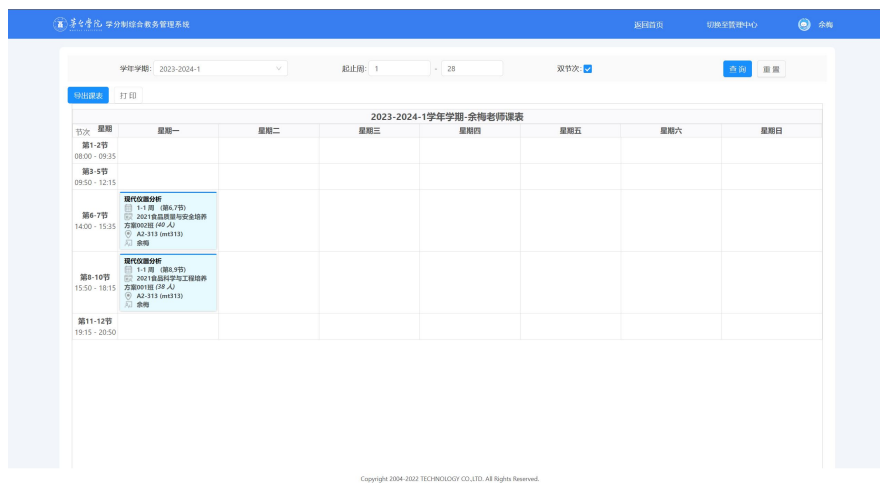 茅台学院 学分制综合教务管理系统
返回首页
切换至管理中心
余梅
学年学期: 2023-2024-1
起止周: 1 - 28
双节次:
查 询
重 置
导出课表
打 印
2023-2024-1学年学期-余梅老师课表
节次 星期 星期一 星期二 星期三 星期四 星期五 星期六 星期日
第1-2节
08:00 - 09:35
第3-5节
09:50 - 12:15
第6-7节
14:00 - 15:35
现代仪器分析
1-1 周 (第6,7节)
2021食品质量与安全培养
方案002班 (40 人)
A2-313 (mt313)
余梅
第8-10节
15:50 - 18:15
现代仪器分析
1-1 周 (第8,9节)
2021食品科学与工程培养
方案001班 (38 人)
A2-313 (mt313)
余梅
第11-12节
19:15 - 20:50
Copyright 2004-2022 TECHNOLOGY CO.,LTD. All Rights Reserved.